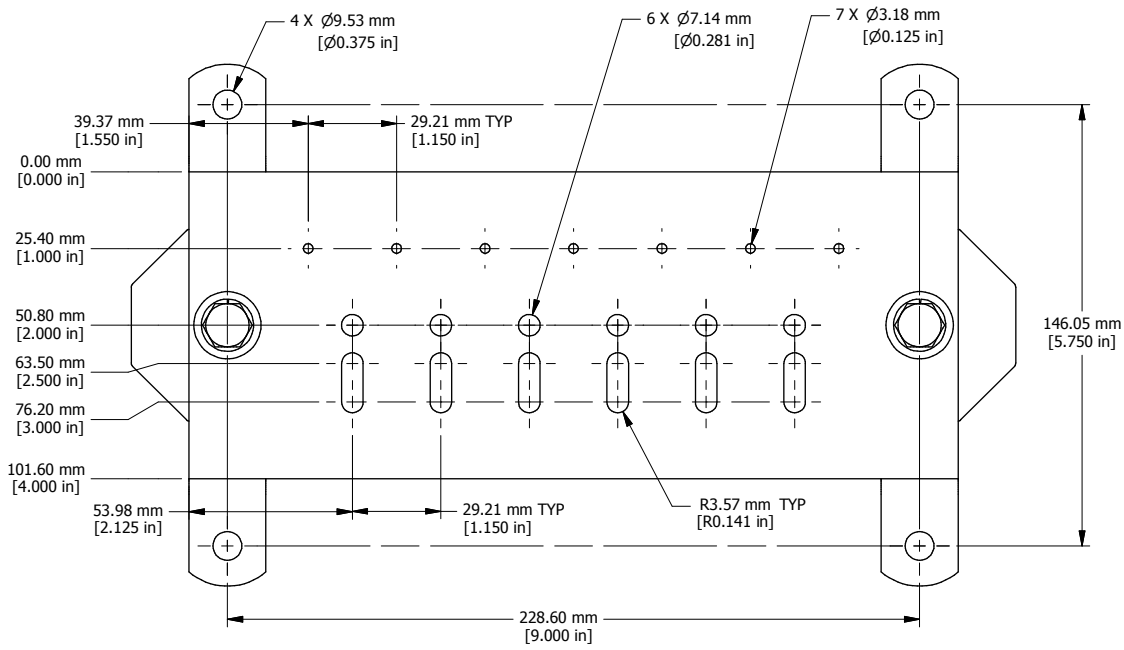 4 X Ø9.53 mm
[Ø0.375 in]
6 X Ø7.14 mm
[Ø0.281 in]
7 X Ø3.18 mm
[Ø0.125 in]
39.37 mm
[1.550 in]
29.21 mm TYP
[1.150 in]
0.00 mm
[0.000 in]
25.40 mm
[1.000 in]
50.80 mm
[2.000 in]
63.50 mm
[2.500 in]
76.20 mm
[3.000 in]
101.60 mm
[4.000 in]
146.05 mm
[5.750 in]
53.98 mm
[2.125 in]
29.21 mm TYP
[1.150 in]
R3.57 mm TYP
[R0.141 in]
228.60 mm
[9.000 in]